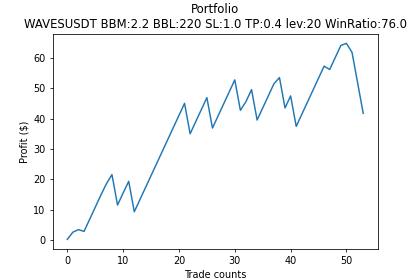 Portfolio
WAVESUSDT BBM:2.2 BBL:220 SL:1.0 TP:0.4 lev:20 WinRatio:76.0
Profit ($)
60
50
40
30
20
10
0
0 10 20 30 40 50
Trade counts